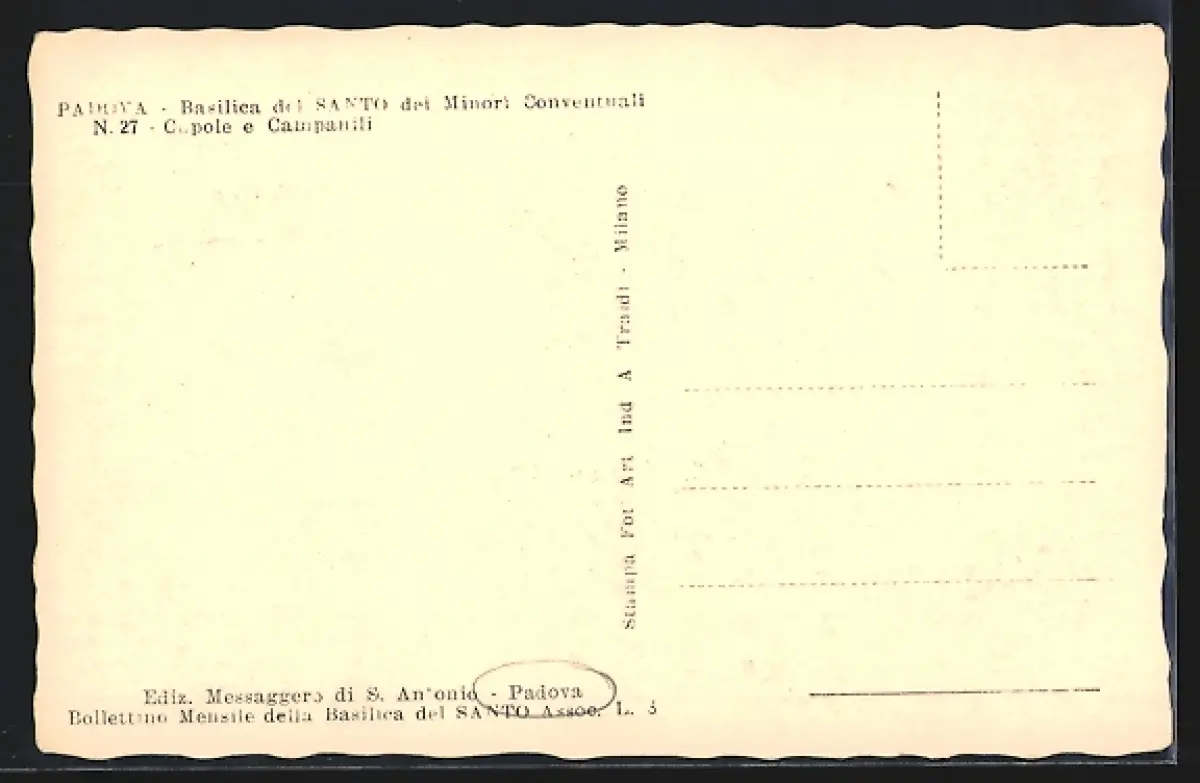 PADOVA - Basilica del SANTO dei Minori Conventuali
N. 27 - Cupole e Campanili
Stampa Fot Art Ind A Traldi - Milano
Ediz. Messaggero di S. Antonio - Padova
Bollettino Mensile della Basilica del SANTO Assoc. L.